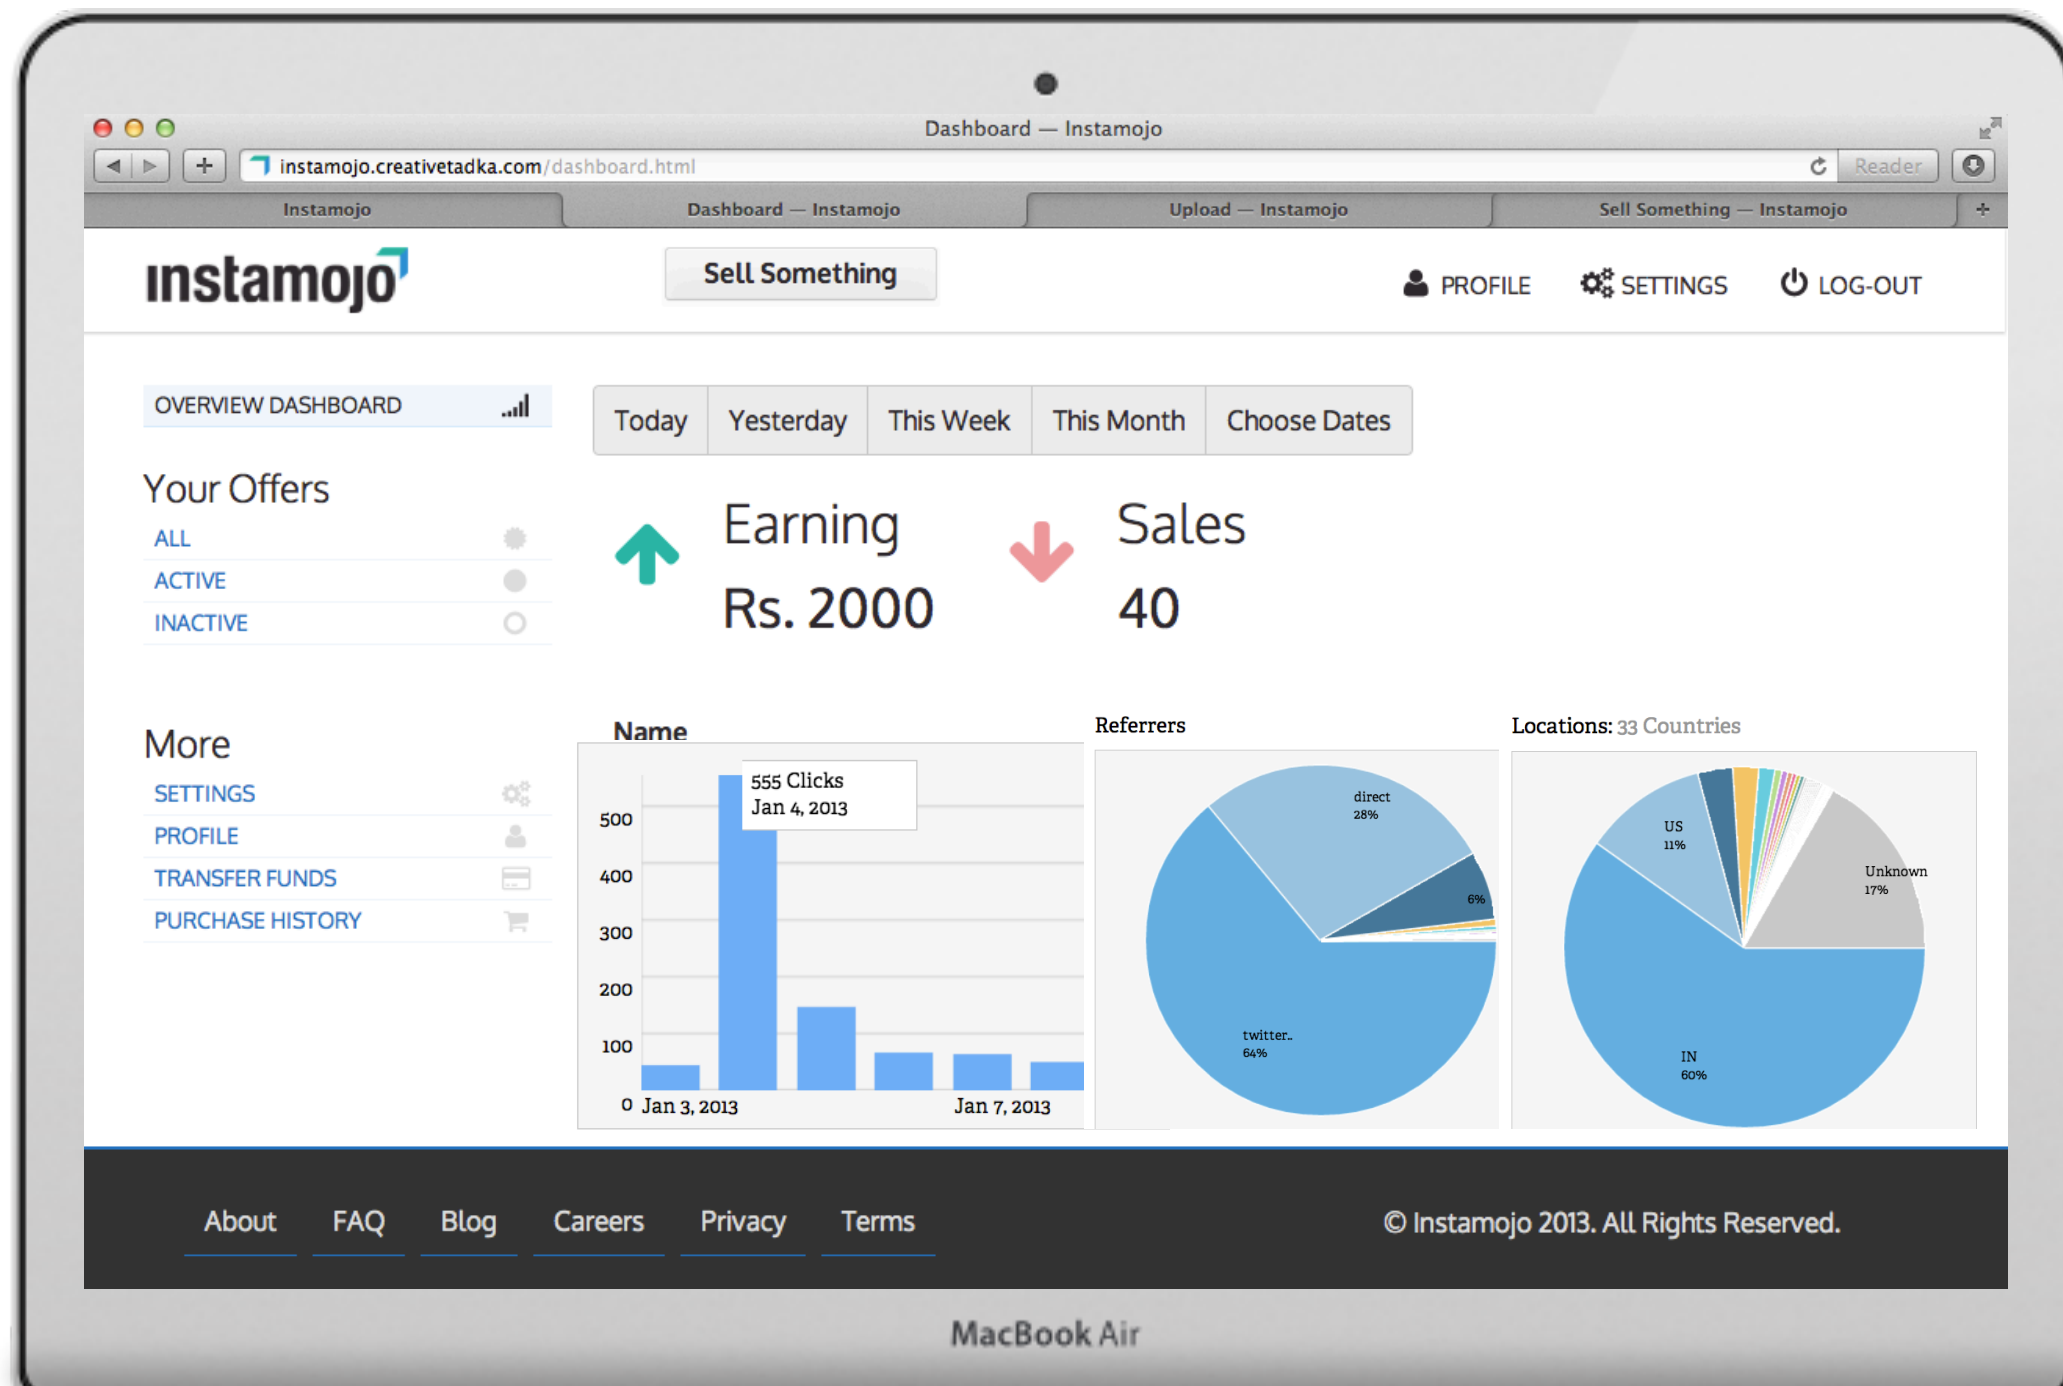 Dashboard — Instamojo
instamojo.creativetadka.com/dashboard.html
Reader
Instamojo
Dashboard — Instamojo
Upload — Instamojo
Sell Something — Instamojo
instamojo
Sell Something
PROFILE
SETTINGS
LOG-OUT
OVERVIEW DASHBOARD
Your Offers
ALL
ACTIVE
INACTIVE
More
SETTINGS
PROFILE
TRANSFER FUNDS
PURCHASE HISTORY
Today
Yesterday
This Week
This Month
Choose Dates
Earning
Rs. 2000
Sales
40
Name
555 Clicks
Jan 4, 2013
500
400
300
200
100
0
Jan 3, 2013
Jan 7, 2013
Referrers
direct
28%
6%
twitter..
64%
Locations: 33 Countries
US
11%
Unknown
17%
IN
60%
About
FAQ
Blog
Careers
Privacy
Terms
© Instamojo 2013. All Rights Reserved.
MacBook Air